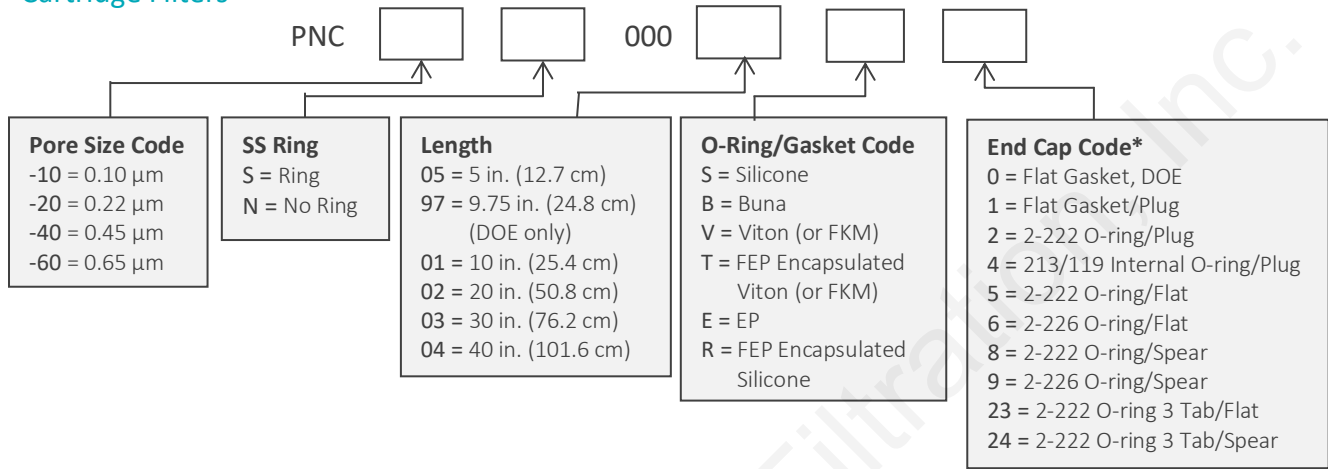 Cartridge Filters
PNC 000
Pore Size Code
-10 = 0.10 µm
-20 = 0.22 µm
-40 = 0.45 µm
-60 = 0.65 µm
SS Ring
S = Ring
N = No Ring
Length
05 = 5 in. (12.7 cm)
97 = 9.75 in. (24.8 cm)
(DOE only)
01 = 10 in. (25.4 cm)
02 = 20 in. (50.8 cm)
03 = 30 in. (76.2 cm)
04 = 40 in. (101.6 cm)
O-Ring/Gasket Code
S = Silicone
B = Buna
V = Viton (or FKM)
T = FEP Encapsulated
Viton (or FKM)
E = EP
R = FEP Encapsulated
Silicone
End Cap Code*
0 = Flat Gasket, DOE
1 = Flat Gasket/Plug
2 = 2-222 O-ring/Plug
4 = 213/119 Internal O-ring/Plug
5 = 2-222 O-ring/Flat
6 = 2-226 O-ring/Flat
8 = 2-222 O-ring/Spear
9 = 2-226 O-ring/Spear
23 = 2-222 O-ring 3 Tab/Flat
24 = 2-222 O-ring 3 Tab/Spear
Filtration, Inc.